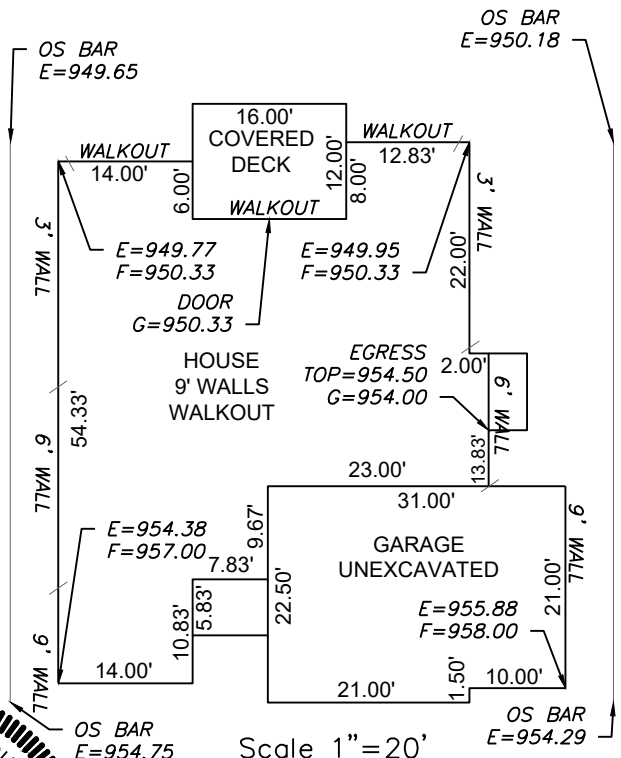 OS BAR
E=949.65
OS BAR
E=950.18
16.00'
COVERED
DECK
WALKOUT
14.00'
6.00'
12.00'
8.00'
WALKOUT
12.83'
WALKOUT
3' WALL
3' WALL
22.00'
E=949.77
F=950.33
E=949.95
F=950.33
DOOR
G=950.33
HOUSE
9' WALLS
WALKOUT
EGRESS
TOP=954.50
G=954.00
2.00'
6' WALL
13.83'
54.33'
6' WALL
23.00'
31.00'
9.67'
GARAGE
UNEXCAVATED
9' WALL
21.00'
E=954.38
F=957.00
7.83'
5.83'
10.83'
22.50'
E=955.88
F=958.00
9' WALL
14.00'
21.00'
1.50'
10.00'
OS BAR
E=954.75
Scale 1"=20'
OS BAR
E=954.29